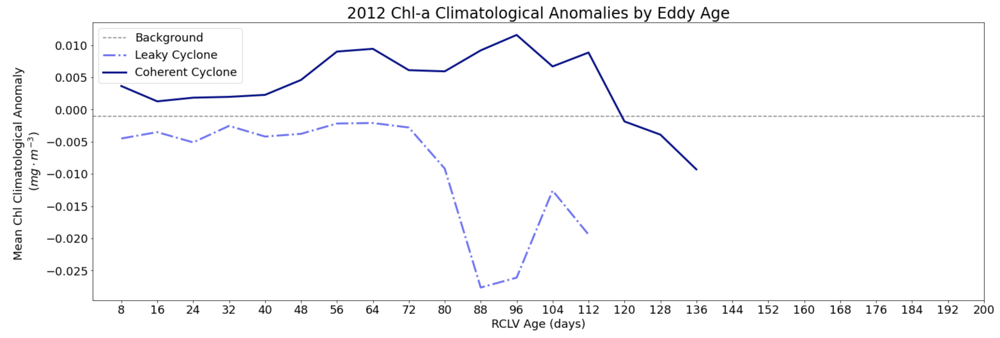 2012 Chl-a Climatological Anomalies by Eddy Age
Background
Leaky Cyclone
Coherent Cyclone
Mean Chl Climatological Anomaly
(mg · m⁻³)
0.010
0.005
0.000
−0.005
−0.010
−0.015
−0.020
−0.025
8 16 24 32 40 48 56 64 72 80 88 96 104 112 120 128 136 144 152 160 168 176 184 192 200
RCLV Age (days)